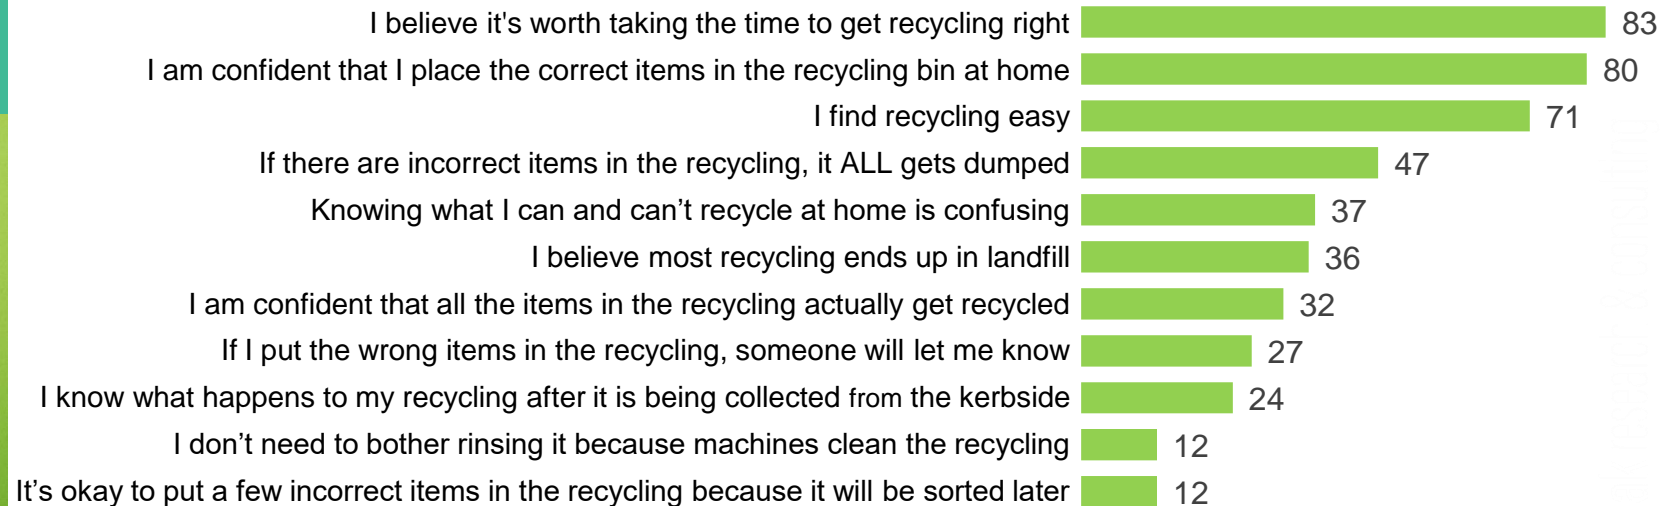 I believe it's worth taking the time to get recycling right 83
I am confident that I place the correct items in the recycling bin at home 80
I find recycling easy 71
If there are incorrect items in the recycling, it ALL gets dumped 47
Knowing what I can and can’t recycle at home is confusing 37
I believe most recycling ends up in landfill 36
I am confident that all the items in the recycling actually get recycled 32
If I put the wrong items in the recycling, someone will let me know 27
I know what happens to my recycling after it is being collected from the kerbside 24
I don’t need to bother rinsing it because machines clean the recycling 12
It’s okay to put a few incorrect items in the recycling because it will be sorted later 12